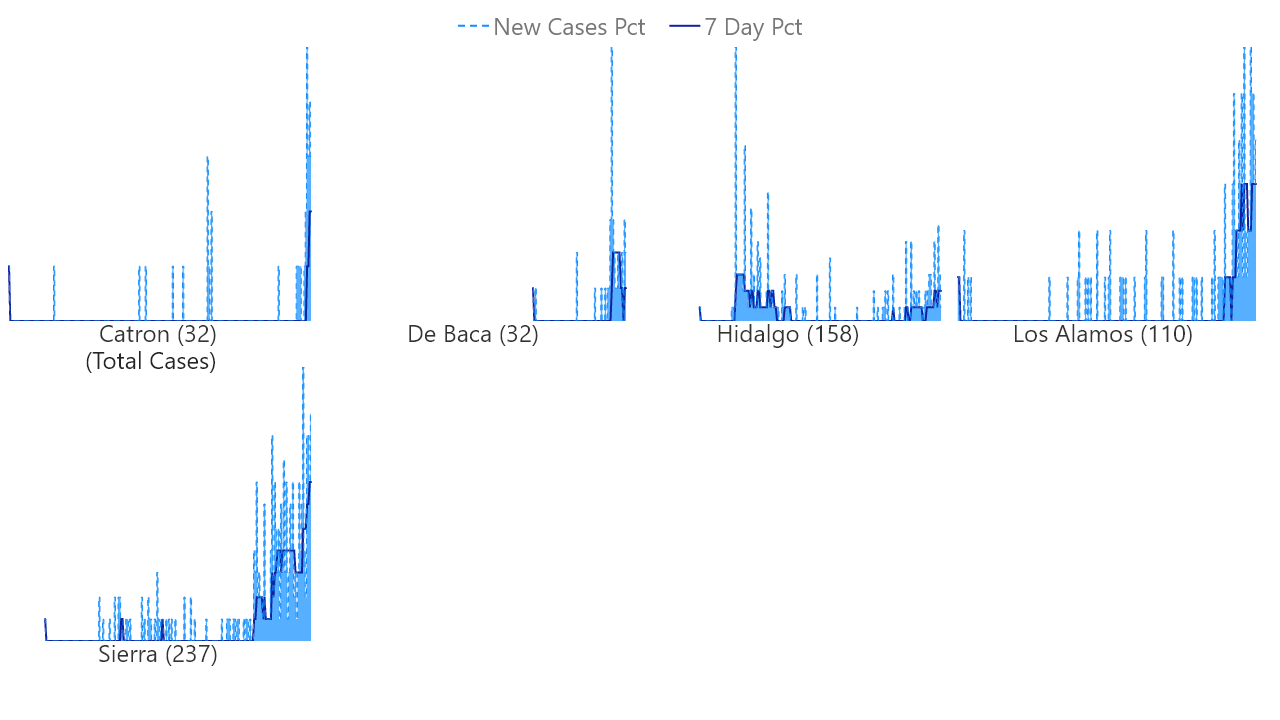 New Cases Pct 7 Day Pct
Catron (32)
(Total Cases)
De Baca (32)
Hidalgo (158)
Los Alamos (110)
Sierra (237)